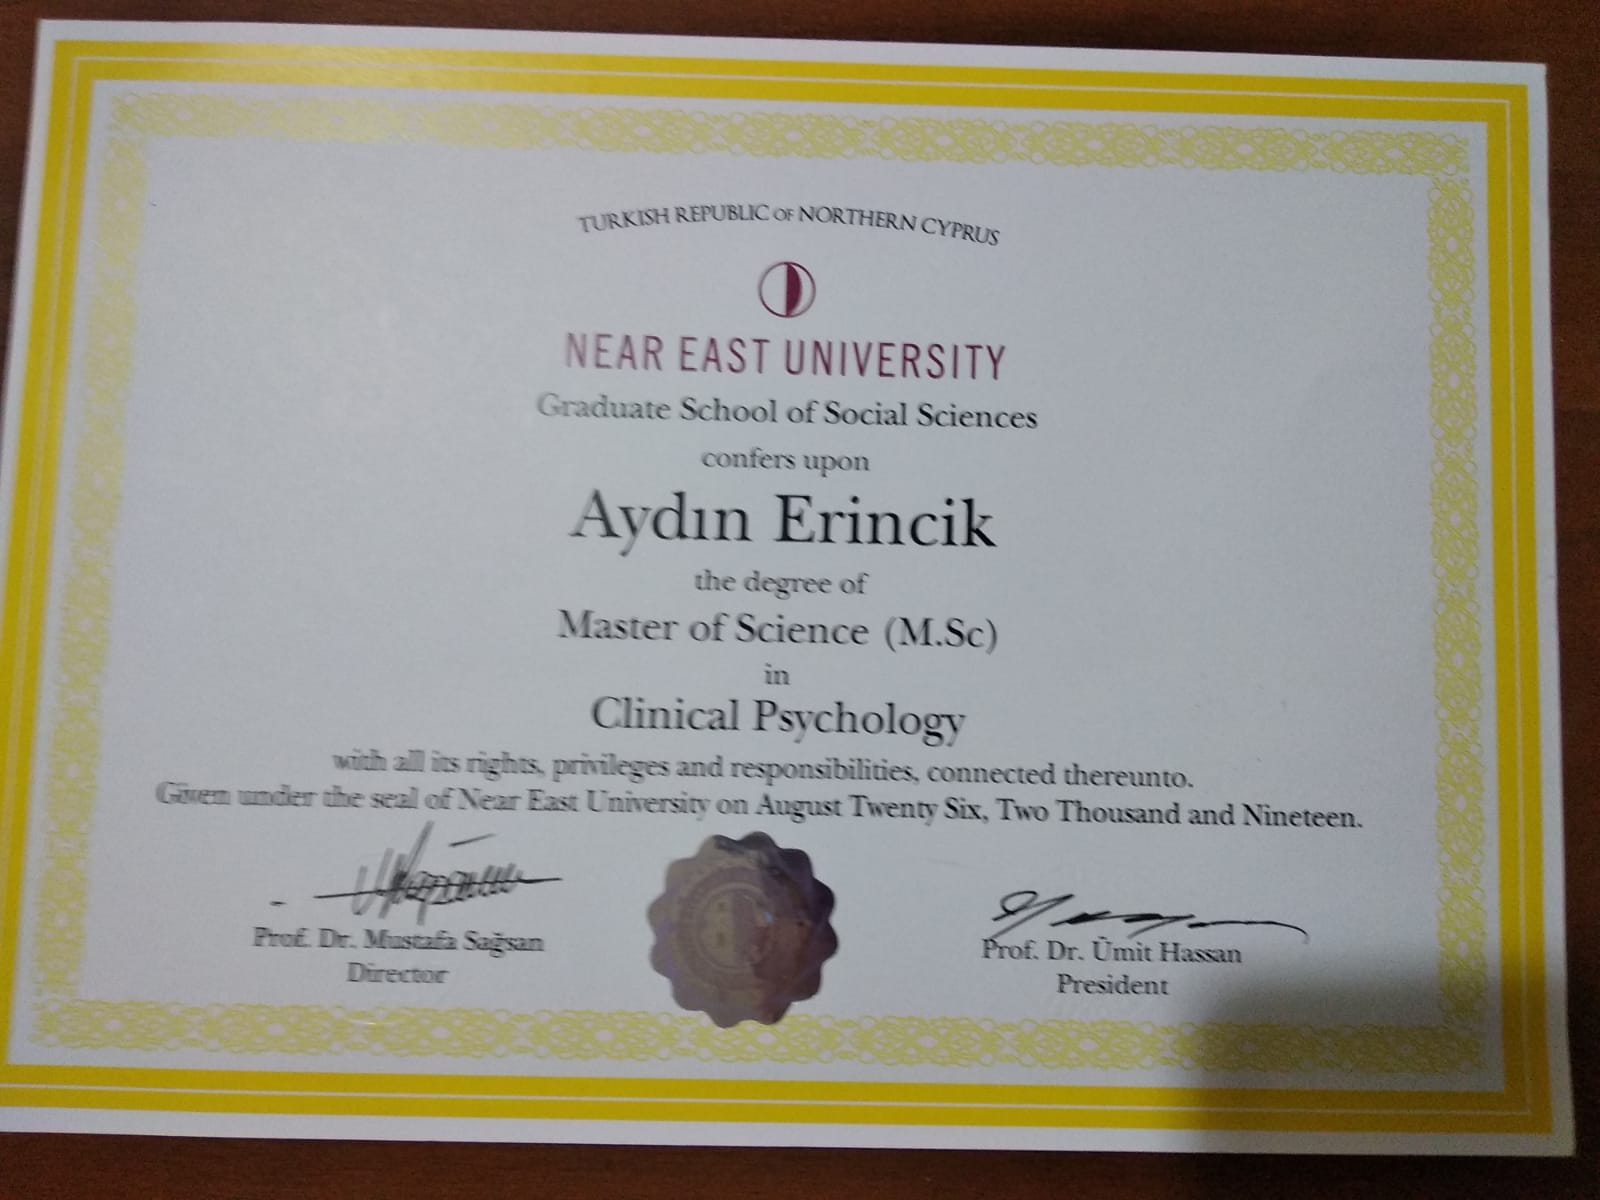 TURKISH REPUBLIC OF NORTHERN CYPRUS
NEAR EAST UNIVERSITY
Graduate School of Social Sciences
confers upon
Aydın Erincik
the degree of
Master of Science (M.Sc)
in
Clinical Psychology
with all its rights, privileges and responsibilities, connected thereunto.
Given under the seal of Near East University on August Twenty Six, Two Thousand and Nineteen.
Prof. Dr. Mustafa Sağsan
Director
Prof. Dr. Ümit Hassan
President